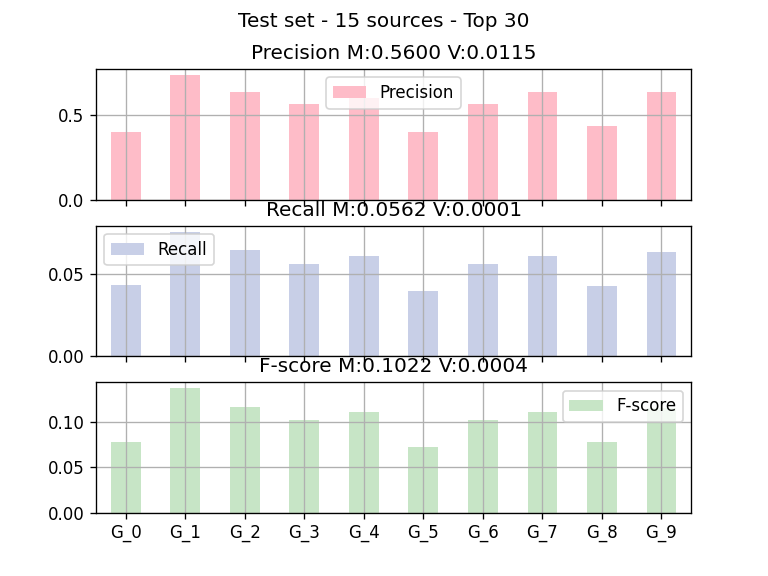 Test set - 15 sources - Top 30
Precision M:0.5600 V:0.0115
Precision
0.5
0.0
Recall M:0.0562 V:0.0001
Recall
0.05
0.00
F-score M:0.1022 V:0.0004
F-score
0.10
0.05
0.00
G_0 G_1 G_2 G_3 G_4 G_5 G_6 G_7 G_8 G_9